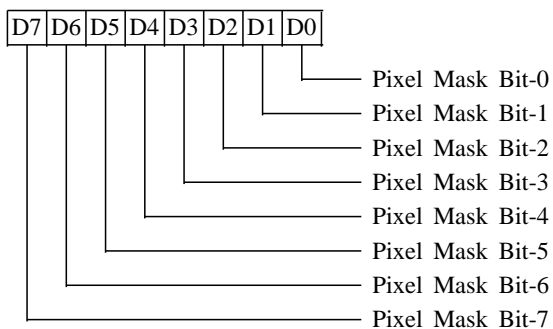 D7 D6 D5 D4 D3 D2 D1 D0
Pixel Mask Bit-0
Pixel Mask Bit-1
Pixel Mask Bit-2
Pixel Mask Bit-3
Pixel Mask Bit-4
Pixel Mask Bit-5
Pixel Mask Bit-6
Pixel Mask Bit-7